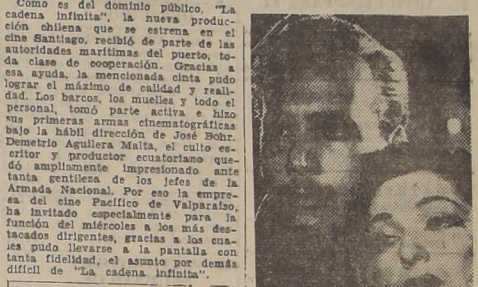 Como es del dominio público, "La
cadena infinita", la nueva produc-
ción chilena que se estrena en el
cine Santiago, recibió de parte de las
autoridades marítimas del puerto, to-
da clase de cooperación. Gracias a
esa ayuda, la mencionada cinta pudo
lograr el máximo de calidad y reali-
dad. Los barcos, los muelles y todo el
personal, tomó parte activa e hizo
sus primeras armas cinematográficas
bajo la hábil dirección de José Bohr.
Demetrio Aguilera Malta, el culto es-
critor y productor ecuatoriano que-
dó ampliamente impresionado ante
tanta gentileza de los jefes de la
Armada Nacional. Por eso la empre-
sa del cine Pacífico de Valparaíso,
ha invitado especialmente para la
función del miércoles a los más des-
tacados dirigentes, gracias a los cua-
les pudo llevarse a la pantalla con
tanta fidelidad, el asunto por demás
difícil de "La cadena infinita".